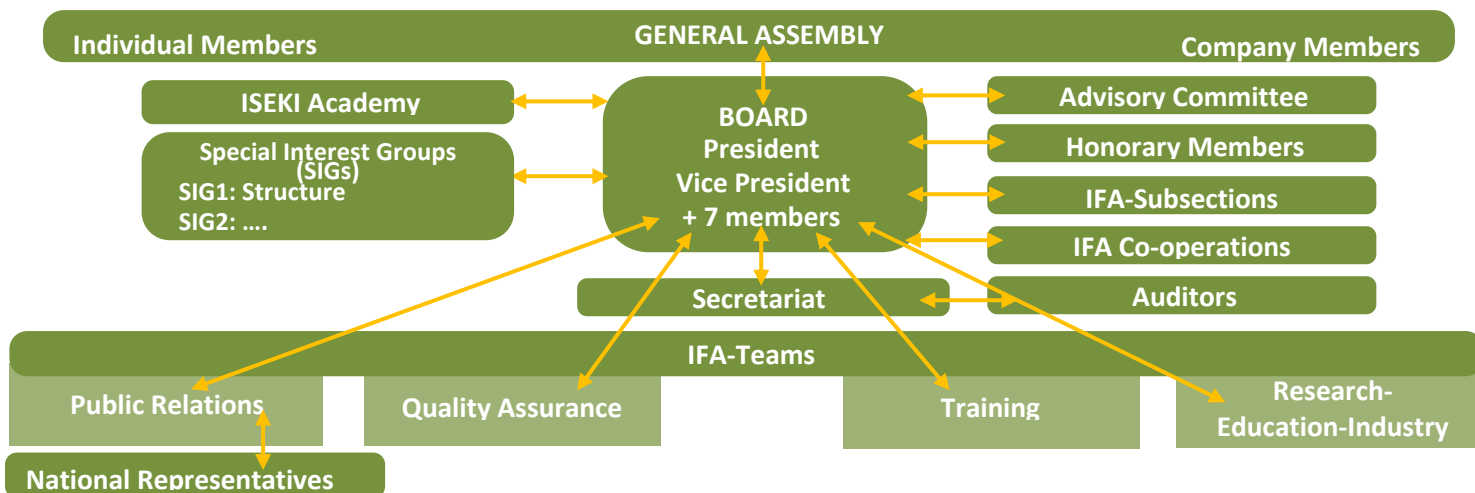 GENERAL ASSEMBLY
Individual Members
Company Members
ISEKI Academy
Special Interest Groups
(SIGs)
SIG1: Structure
SIG2: ....
BOARD
President
Vice President
+ 7 members
Advisory Committee
Honorary Members
IFA-Subsections
IFA Co-operations
Auditors
Secretariat
IFA-Teams
Public Relations
Quality Assurance
Training
Research-
Education-Industry
National Representatives